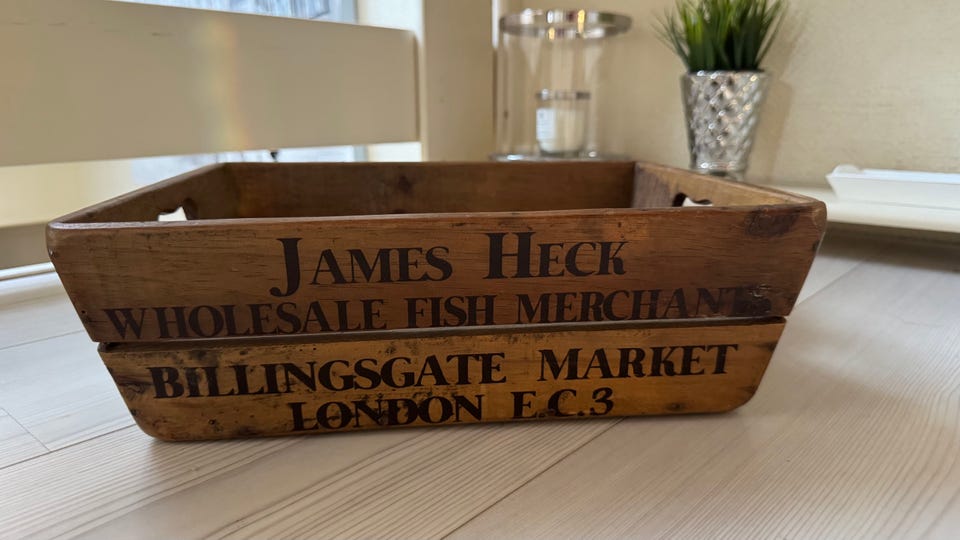 JAMES HECK
WHOLESALE FISH MERCHANTS
BILLINGSGATE MARKET
LONDON E.C.3